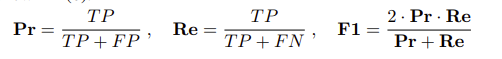 Pr = TP / (TP + FP) , Re = TP / (TP + FN) , F1 = 2 · Pr · Re / (Pr + Re)